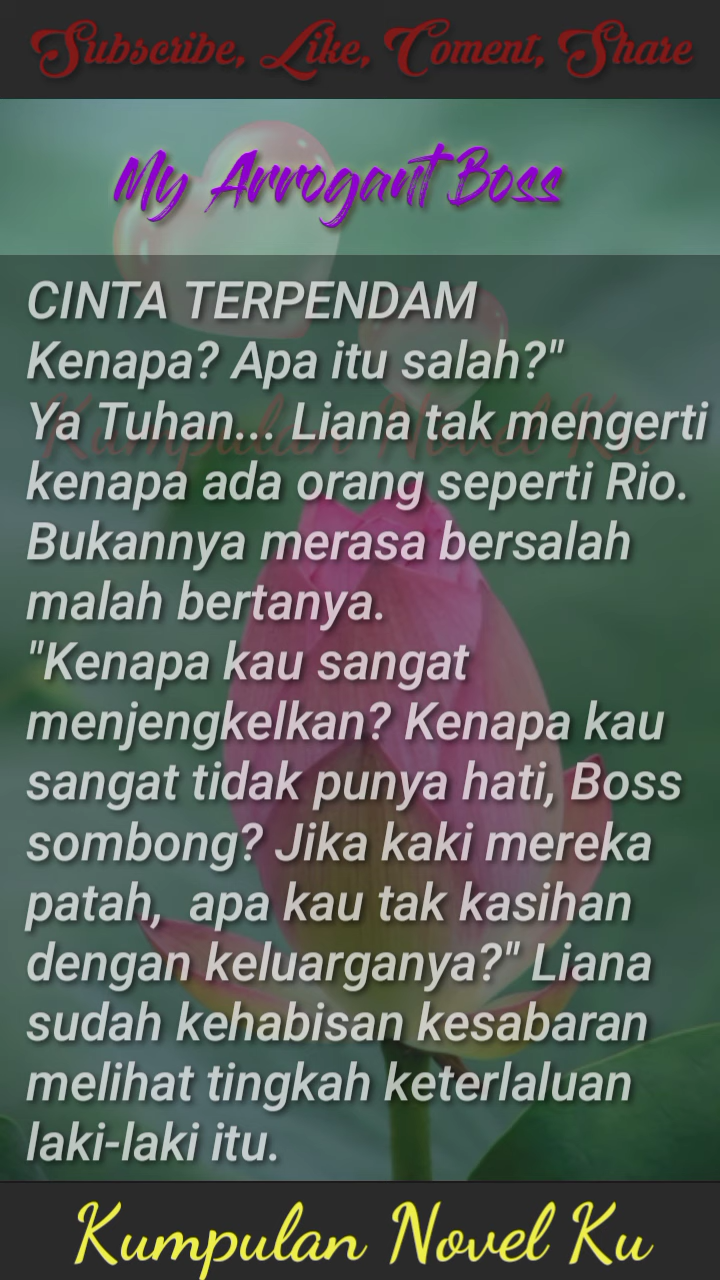 Subscribe, Like, Coment, Share
My Arrogant Boss
CINTA TERPENDAM
Kenapa? Apa itu salah?"
Ya Tuhan... Liana tak mengerti
Kumpulan Novel Ku
kenapa ada orang seperti Rio.
Bukannya merasa bersalah
malah bertanya.
"Kenapa kau sangat
menjengkelkan? Kenapa kau
sangat tidak punya hati, Boss
sombong? Jika kaki mereka
patah,  apa kau tak kasihan
dengan keluarganya?" Liana
sudah kehabisan kesabaran
melihat tingkah keterlaluan
laki-laki itu.
Kumpulan Novel Ku